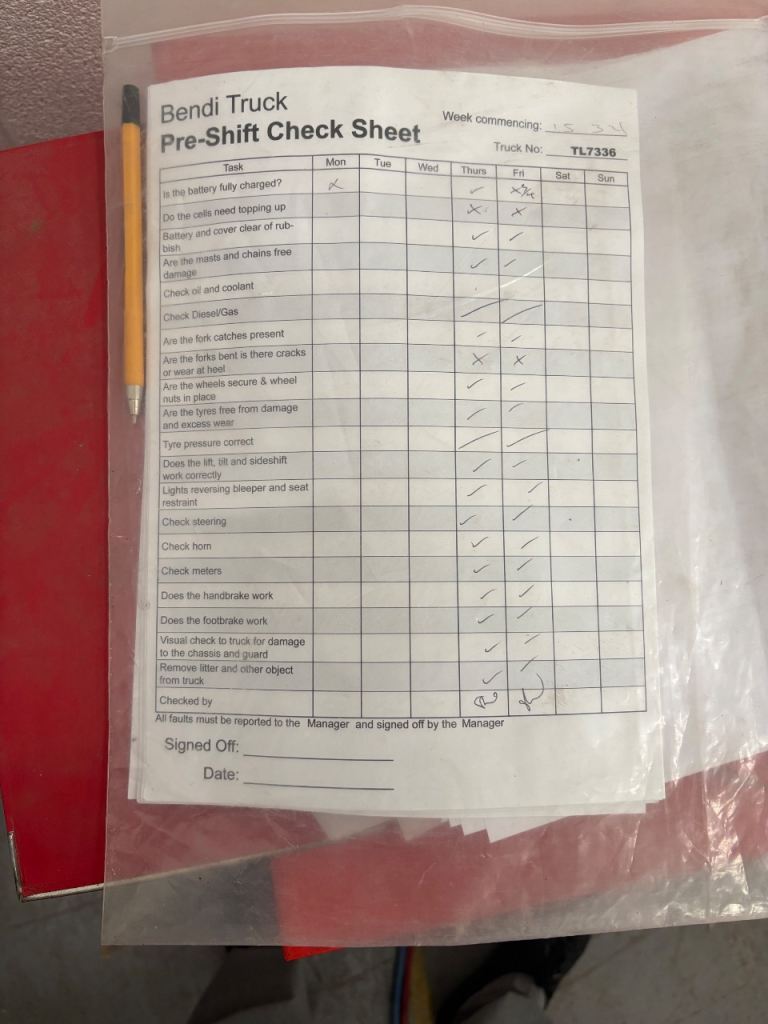 Bendi Truck
Pre-Shift Check Sheet
Week commencing: 15 3 24
Truck No: TL7336
Task Mon Tue Wed Thurs Fri Sat Sun
Is the battery fully charged? x ✓ x
Do the cells need topping up x x
Battery and cover clear of rub-
bish ✓ ✓
Are the masts and chains free
damage ✓ ✓
Check oil and coolant
Check Diesel/Gas
Are the fork catches present ✓ ✓
Are the forks bent is there cracks
or wear at heel x x
Are the wheels secure & wheel
nuts in place ✓ ✓
Are the tyres free from damage
and excess wear ✓ ✓
Tyre pressure correct
Does the lift, tilt and sideshift
work correctly ✓ ✓
Lights reversing bleeper and seat
restraint ✓ ✓
Check steering ✓ ✓
Check horn ✓ ✓
Check meters ✓ ✓
Does the handbrake work ✓ ✓
Does the footbrake work ✓ ✓
Visual check to truck for damage
to the chassis and guard ✓ ✓
Remove litter and other object
from truck ✓ ✓
Checked by
All faults must be reported to the Manager and signed off by the Manager
Signed Off:
Date: